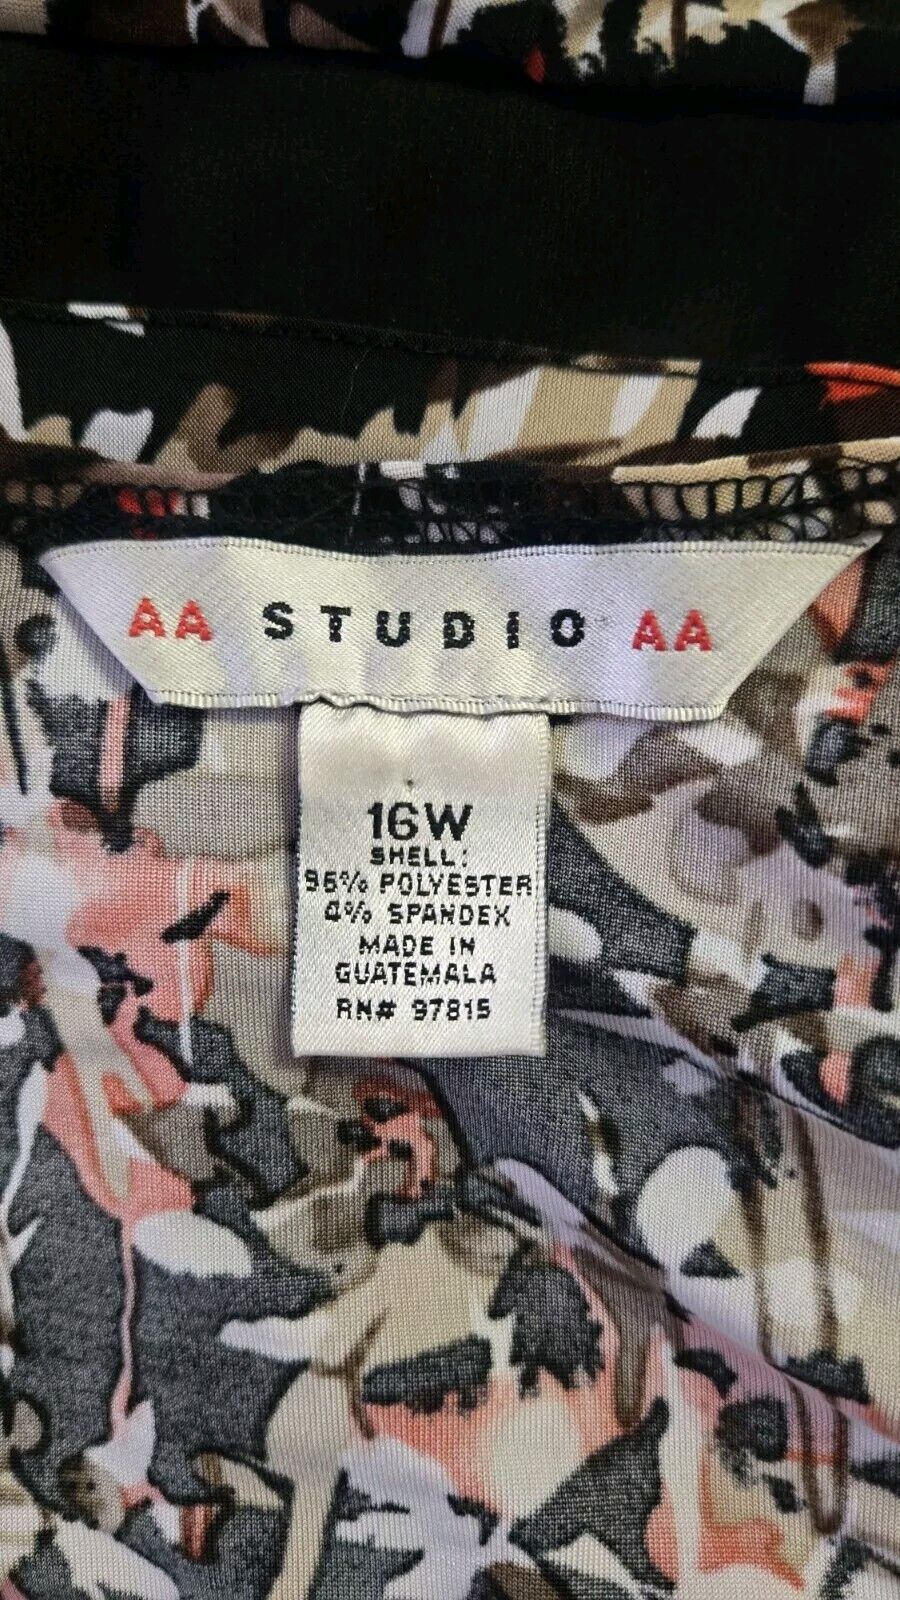 AA STUDIO AA
16W
SHELL:
96% POLYESTER
4% SPANDEX
MADE IN
GUATEMALA
RN# 97815